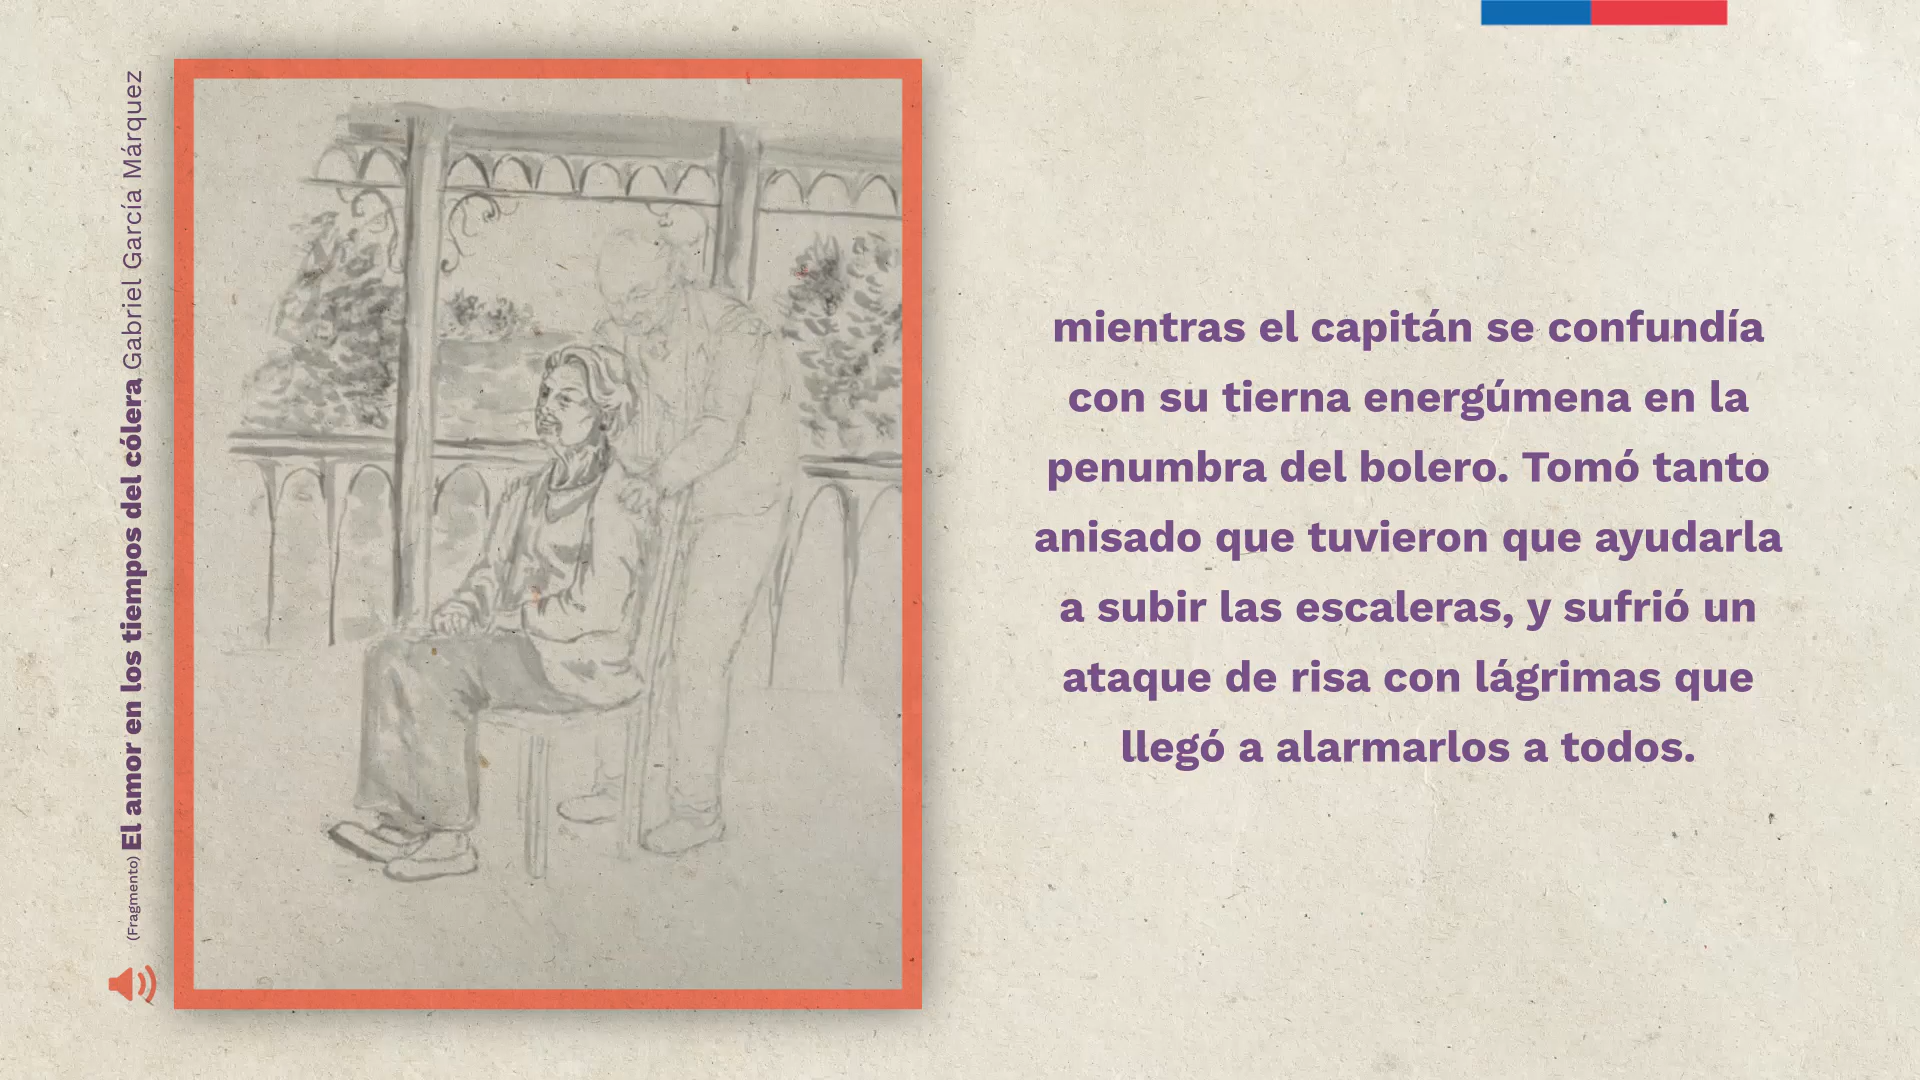 (Fragmento) El amor en los tiempos del cólera Gabriel García Márquez
mientras el capitán se confundía
con su tierna energúmena en la
penumbra del bolero. Tomó tanto
anisado que tuvieron que ayudarla
a subir las escaleras, y sufrió un
ataque de risa con lágrimas que
llegó a alarmarlos a todos.